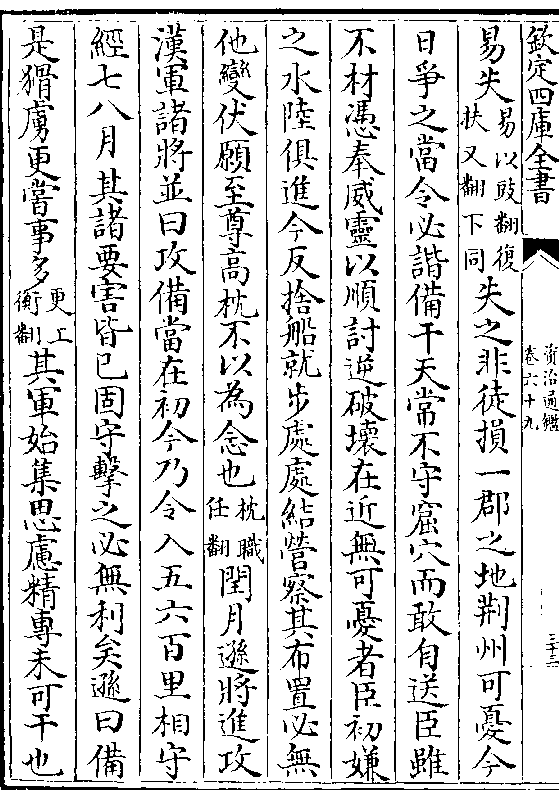 欽定四庫全書
資治通鑑
卷六十九
三十二
易失易以豉翻復扶又翻下同失之非徒損一郡之地荆州可憂今
日爭之當令必諧備干天常不守窟穴而敢自送臣雖
不材憑奉威靈以順討逆破壞在近無可憂者臣初嫌
之水陸俱進今反捨船就步處處結營察其布置必無
他變伏願至尊高枕不以為念也枕職任翻閏月遜將進攻
漢軍諸將並曰攻備當在初今乃令入五六百里相守
經七八月其諸要害皆已固守擊之必無利矣遜曰備
是猾虜更嘗事多更工衡翻其軍始集思慮精專未可干也